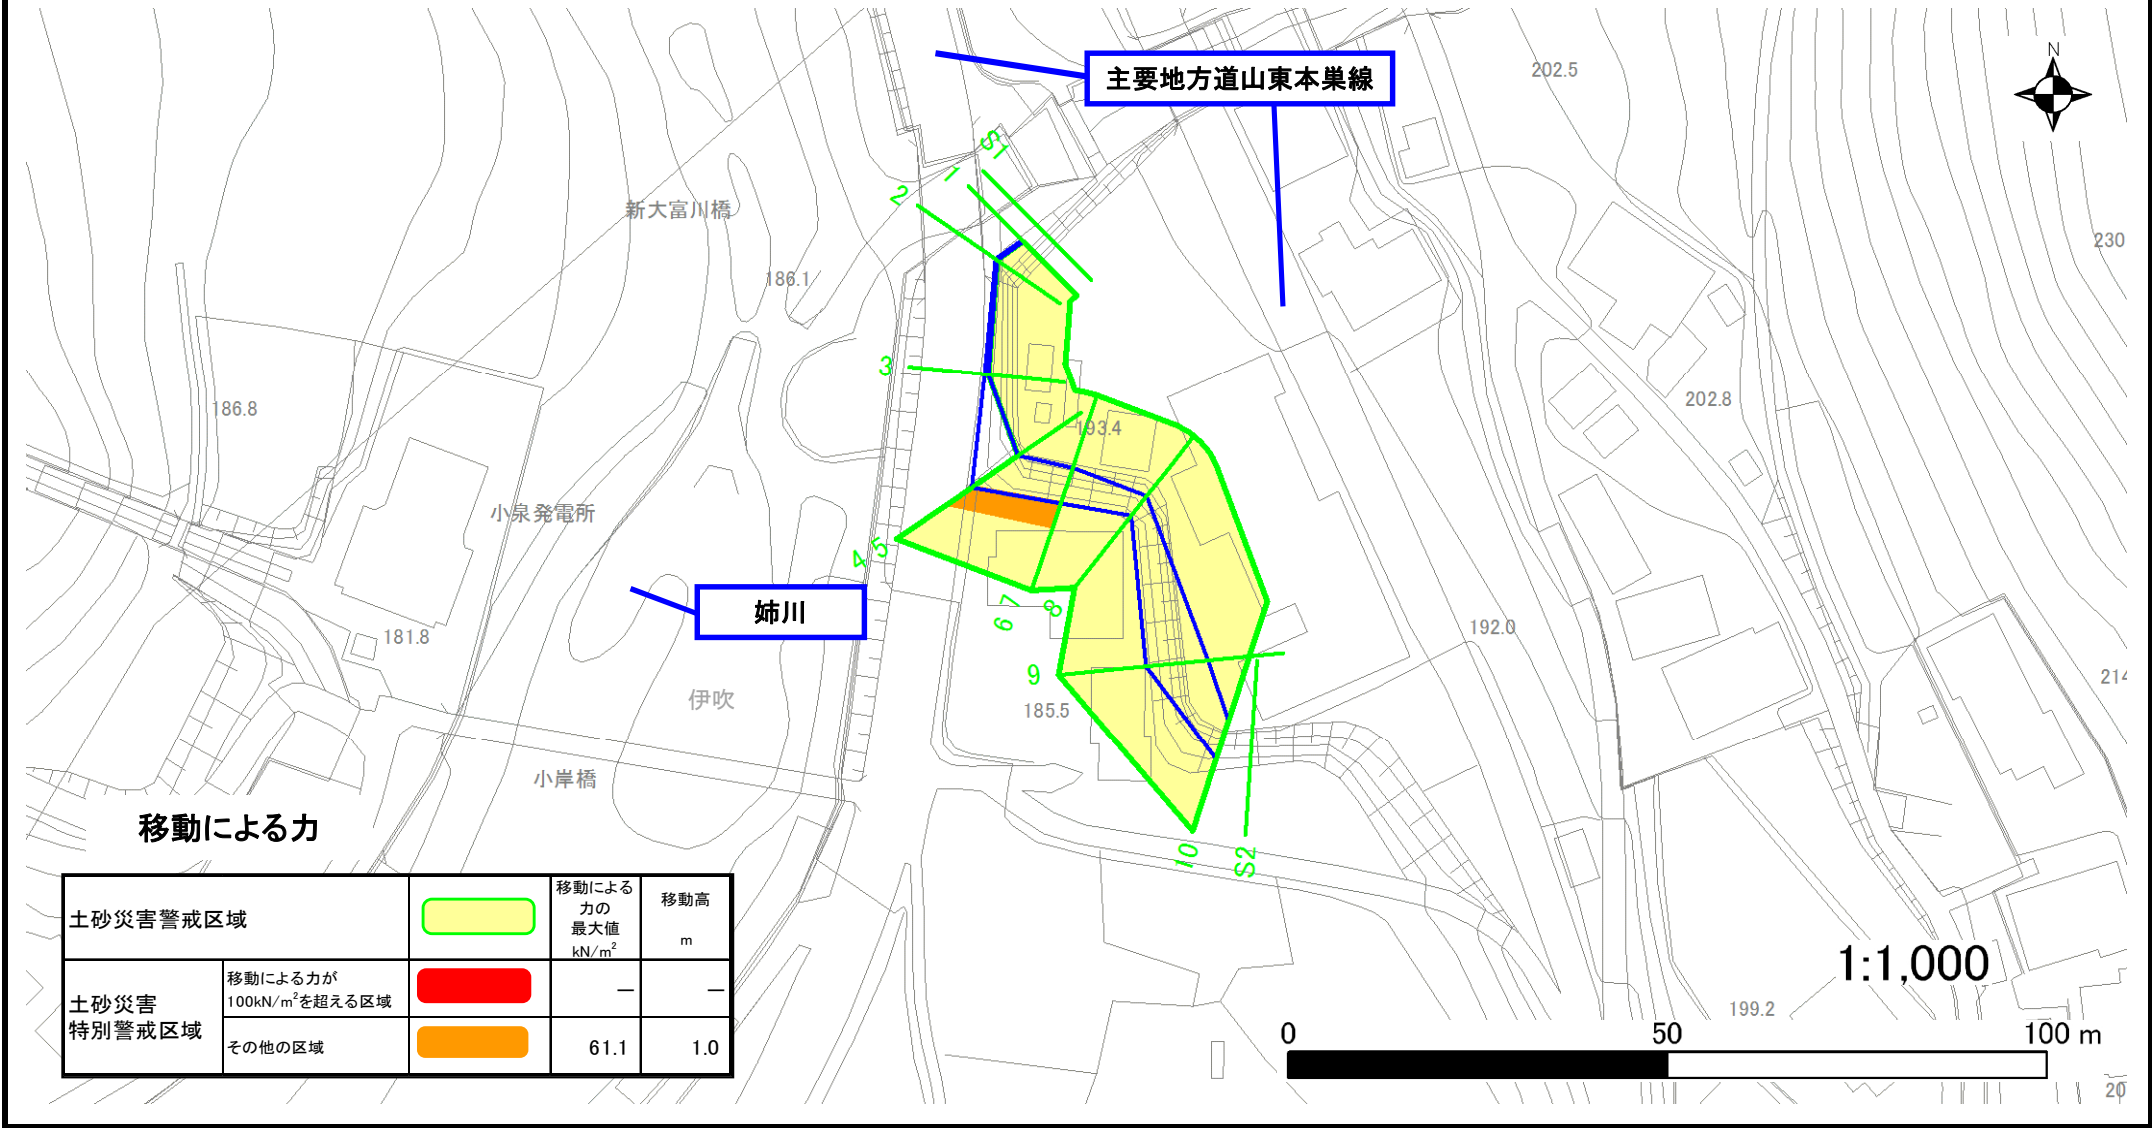 主要地方道山東本巣線
202.5
N
S1
1
2
新大富川橋
230
186.1
3
186.8
202.8
193.4
小泉発電所
4
5
姉川
6
7
8
181.8
192.0
9
伊吹
214
185.5
小岸橋
移動による力
10
S2
土砂災害警戒区域
移動による
力の
最大値
kN/m²
移動高
m
土砂災害
特別警戒区域
移動による力が
100kN/m²を超える区域
—
—
その他の区域
61.1
1.0
1:1,000
199.2
0
50
100 m
20